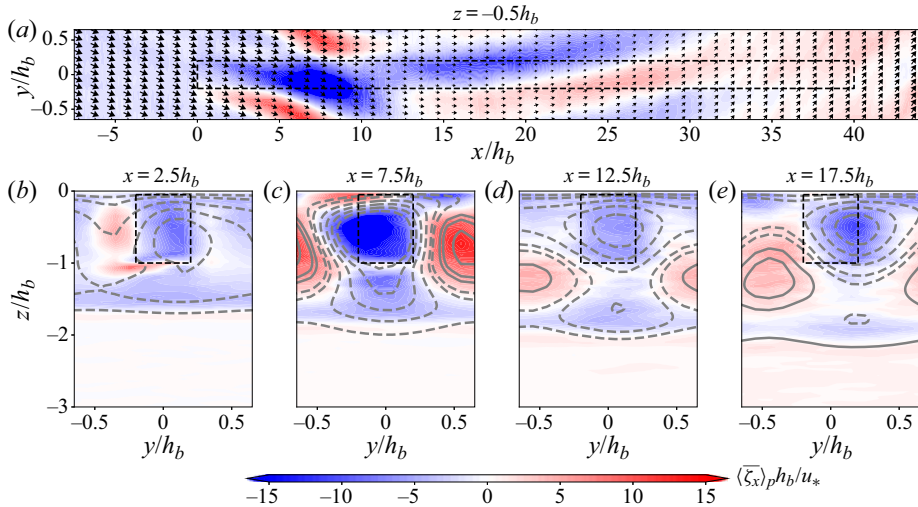 z = −0.5h_b
(a)
0.5
0
−0.5
y/h_b
−5 0 5 10 15 20 25 30 35 40
x/h_b
(b) x = 2.5h_b (c) x = 7.5h_b (d) x = 12.5h_b (e) x = 17.5h_b
0
−1
−2
−3
z/h_b
−0.5 0 0.5 −0.5 0 0.5 −0.5 0 0.5 −0.5 0 0.5
y/h_b y/h_b y/h_b y/h_b
−15 −10 −5 0 5 10 15
⟨\overline{ζ_x}⟩_p h_b/u_*